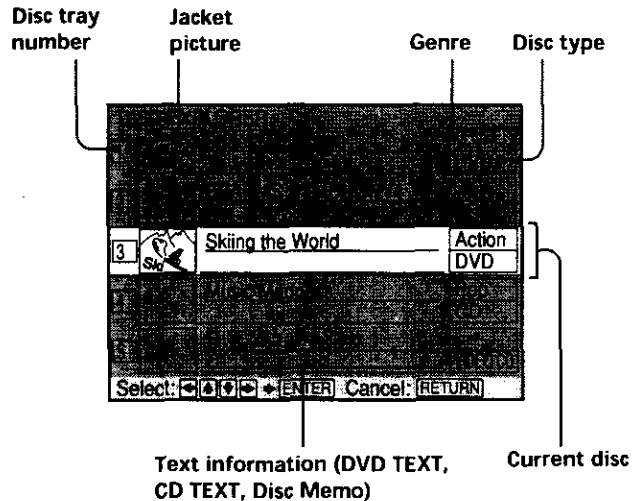 Disc tray
number
Jacket
picture
Genre
Disc type
3
Ski
Skiing the World
Action
DVD
Select: ENTER Cancel: RETURN
Text information (DVD TEXT,
CD TEXT, Disc Memo)
Current disc